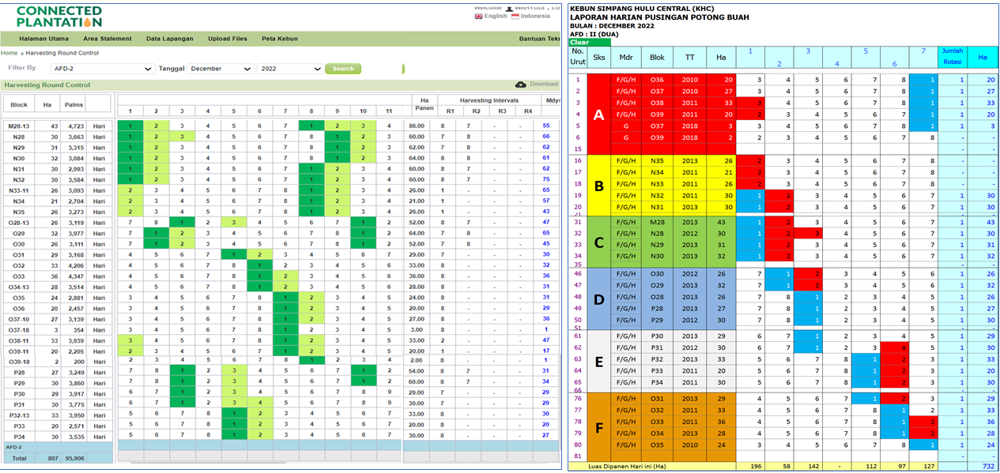 CONNECTED
PLANTATION
Welcome WAHYUDI
English Indonesia
Halaman Utama Area Statement Data Lapangan Upload Files Peta Kebun Bantuan Tekn
Home » Harvesting Round Control
Filter By AFD-2 Tanggal December 2022 Search
Harvesting Round Control Download
Block Ha Palms 1 2 3 4 5 6 7 8 9 10 11 Ha Panen Harvesting Intervals R1 R2 R3 R4 Mdys
M28-13 43 4,723 Hari 1 2 3 4 5 6 7 1 2 3 4 86.00 8 7 - - 55
N28 30 3,663 Hari 1 2 3 4 5 6 7 8 1 2 3 60.00 7 8 - - 66
N29 31 3,315 Hari 1 2 3 4 5 6 7 8 1 2 3 62.00 7 8 - - 62
N30 32 3,084 Hari 1 2 3 4 5 6 7 8 1 2 3 64.00 8 8 - - 61
N31 30 2,993 Hari 1 2 3 4 5 6 7 1 2 3 4 60.00 8 7 - - 62
N32 30 3,584 Hari 1 2 3 4 5 6 7 1 2 3 4 60.00 8 7 - - 75
N33-11 26 3,093 Hari 2 3 4 5 6 7 8 1 2 3 4 26.00 1 - - - 65
N34 21 2,704 Hari 2 3 4 5 6 7 8 1 2 3 4 21.00 1 - - - 57
N35 26 3,273 Hari 2 3 4 5 6 7 8 1 2 3 4 26.00 1 - - - 43
O28-13 26 3,119 Hari 7 8 1 2 3 4 5 6 7 1 2 52.00 8 7 - - 47
O29 32 3,977 Hari 7 1 2 3 4 5 6 7 8 1 2 64.00 7 8 - - 65
O30 26 3,111 Hari 7 1 2 3 4 5 6 7 8 1 2 52.00 7 8 - - 45
O31 29 3,168 Hari 4 5 6 7 1 2 3 4 5 6 7 29.00 7 - - - 30
O32 33 4,206 Hari 4 5 6 7 8 1 2 3 4 5 6 33.00 8 - - - 32
O33 36 4,347 Hari 4 5 6 7 8 1 2 3 4 5 6 36.00 8 - - - 36
O34-13 28 3,514 Hari 4 5 6 7 8 1 2 3 4 5 6 28.00 8 - - - 31
O35 24 2,881 Hari 3 4 5 6 7 8 1 2 3 4 5 24.00 8 - - - 31
O36 20 2,457 Hari 3 4 5 6 7 8 1 2 3 4 5 20.00 8 - - - 29
O37-10 27 3,139 Hari 3 4 5 6 7 8 1 2 3 4 5 27.00 8 - - - 36
O37-18 3 354 Hari 3 4 5 6 7 8 1 2 3 4 5 3.00 8 - - - 1
O38-11 33 3,939 Hari 3 4 5 6 7 8 1 2 3 4 5 33.00 2 - - - 47
O39-11 20 2,205 Hari 2 3 4 5 6 7 1 2 3 4 5 20.00 1 - - - 17
O39-18 2 200 Hari 2 3 4 5 6 7 8 1 2 3 4 2.00 8 - - - 1
P28 27 3,249 Hari 7 8 1 2 3 4 5 6 7 1 2 54.00 8 7 - - 31
P29 30 3,860 Hari 7 8 1 2 3 4 5 6 7 1 2 60.00 8 7 - - 34
P30 29 3,917 Hari 6 7 1 2 3 4 5 6 7 8 9 29.00 7 - - - 29
P31 30 3,775 Hari 6 7 1 2 3 4 5 6 7 8 9 30.00 7 - - - 29
P32-13 33 3,950 Hari 5 6 7 8 1 2 3 4 5 6 7 33.00 8 - - - 30
P33 20 2,571 Hari 5 6 7 8 1 2 3 4 5 6 7 20.00 8 - - - 20
P34 30 3,535 Hari 5 6 7 8 1 2 3 4 5 6 7 30.00 8 - - - 27
AFD-2
Total 807 95,906
KEBUN SIMPANG HULU CENTRAL (KHC)
LAPORAN HARIAN PUSINGAN POTONG BUAH
BULAN : DECEMBER 2022
AFD : II (DUA)
Clear
No. Urut Sks Mdr Blok TT Ha 1 2 3 4 5 6 7 Jumlah Rotasi Ha
1 F/G/H O36 2010 20 3 4 5 6 7 8 1 1 20
2 F/G/H O37 2010 27 3 4 5 6 7 8 1 1 27
3 F/G/H O38 2011 33 3 4 5 6 7 8 1 1 33
4 A F/G/H O39 2011 20 2 3 4 5 6 7 1 1 20
5 G O37 2018 3 3 4 5 6 7 8 1 1 3
6 G O39 2018 2 2 3 4 5 6 7 8 - -
15 - -
16 F/G/H N35 2013 26 2 3 4 5 6 7 8 - -
17 F/G/H N34 2011 21 2 3 4 5 6 7 8 - -
18 B F/G/H N33 2011 26 2 3 4 5 6 7 8 - -
19 F/G/H N32 2011 30 1 2 3 4 5 6 7 1 30
20 F/G/H N31 2013 30 1 2 3 4 5 6 7 1 30
21 - -
31 F/G/H M28 2013 43 1 2 3 4 5 6 7 1 43
32 C F/G/H N28 2012 30 1 2 3 4 5 6 7 1 30
33 F/G/H N29 2013 31 1 2 3 4 5 6 7 1 31
34 F/G/H N30 2013 32 1 2 3 4 5 6 7 1 32
35 - -
46 F/G/H O30 2012 26 7 1 2 3 4 5 6 1 26
47 F/G/H O29 2013 32 7 1 2 3 4 5 6 1 32
48 D F/G/H O28 2013 26 7 8 1 2 3 4 5 1 26
49 F/G/H P28 2013 27 7 8 1 2 3 4 5 1 27
50 F/G/H P29 2012 30 7 8 1 2 3 4 5 1 30
51 - -
61 F/G/H P30 2013 29 6 7 1 2 3 4 5 1 29
62 F/G/H P31 2012 30 6 7 1 2 3 4 5 1 30
63 E F/G/H P32 2013 33 5 6 7 8 1 2 3 1 33
64 F/G/H P33 2011 20 5 6 7 8 1 2 3 1 20
65 F/G/H P34 2011 30 5 6 7 8 1 2 3 1 30
66 - -
76 F/G/H O31 2013 29 4 5 6 7 1 2 3 1 29
77 F/G/H O32 2011 33 4 5 6 7 8 1 2 1 33
78 F F/G/H O33 2011 36 4 5 6 7 8 1 2 1 36
79 F/G/H O34 2013 28 4 5 6 7 8 1 2 1 28
80 F/G/H O35 2010 24 3 4 5 6 7 8 1 1 24
81 - -
Luas Dipanen Hari ini (Ha) 196 58 142 - 112 97 127 732